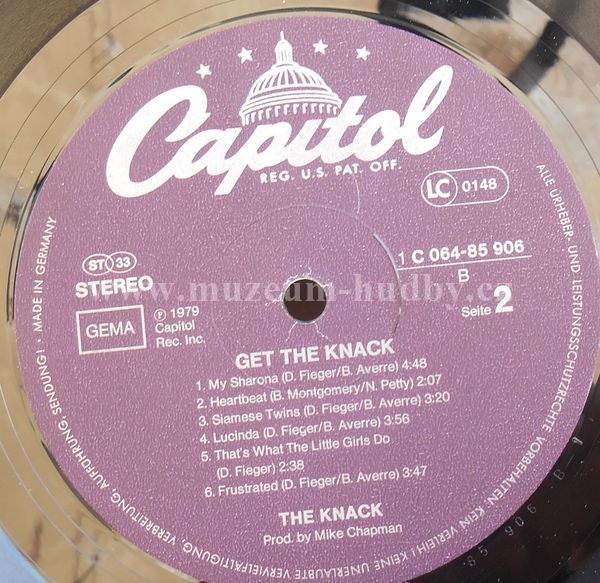 Capitol
REG. U.S. PAT. OFF.
LC 0148
ST 33
STEREO
GEMA
℗ 1979
Capitol
Rec. Inc.
1 C 064-85 906
B
Seite 2
www.muzeum-hudby.c
GET THE KNACK
1. My Sharona (D. Fieger/B. Averre) 4:48
2. Heartbeat (B. Montgomery/N. Petty) 2:07
3. Siamese Twins (D. Fieger/B. Averre) 3:20
4. Lucinda (D. Fieger/B. Averre) 3:56
5. That's What The Little Girls Do
(D. Fieger) 2:38
6. Frustrated (D. Fieger/B. Averre) 3:47
THE KNACK
Prod. by Mike Chapman
ALLE URHEBER- UND LEISTUNGSSCHUTZRECHTE VORBEHALTEN. KEIN VERLEIH! KEINE UNERLAUBTE VERVIELFÄLTIGUNG, VERBREITUNG, AUFFÜHRUNG, SENDUNG! • MADE IN GERMANY
85 906 B 1